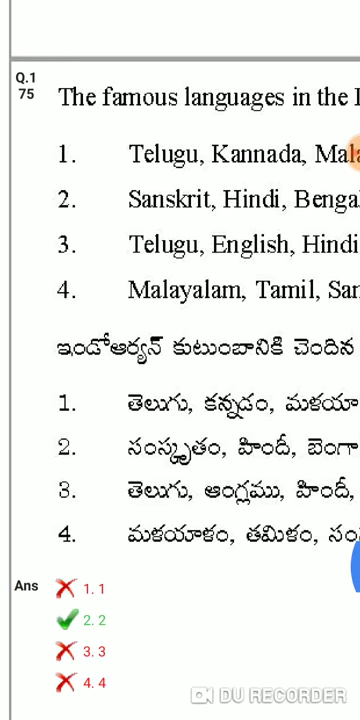 Q.1
75
The famous languages in the I
1. Telugu, Kannada, Mala
2. Sanskrit, Hindi, Benga
3. Telugu, English, Hindi
4. Malayalam, Tamil, San
ఇండోఆర్యన్ కుటుంబానికి చెందిన
1. తెలుగు, కన్నడం, మళయా
2. సంస్కృతం, హిందీ, బెంగా
3. తెలుగు, ఆంగ్లము, హిందీ,
4. మళయాళం, తమిళం, సం
Ans
1. 1
2. 2
3. 3
4. 4
DU RECORDER